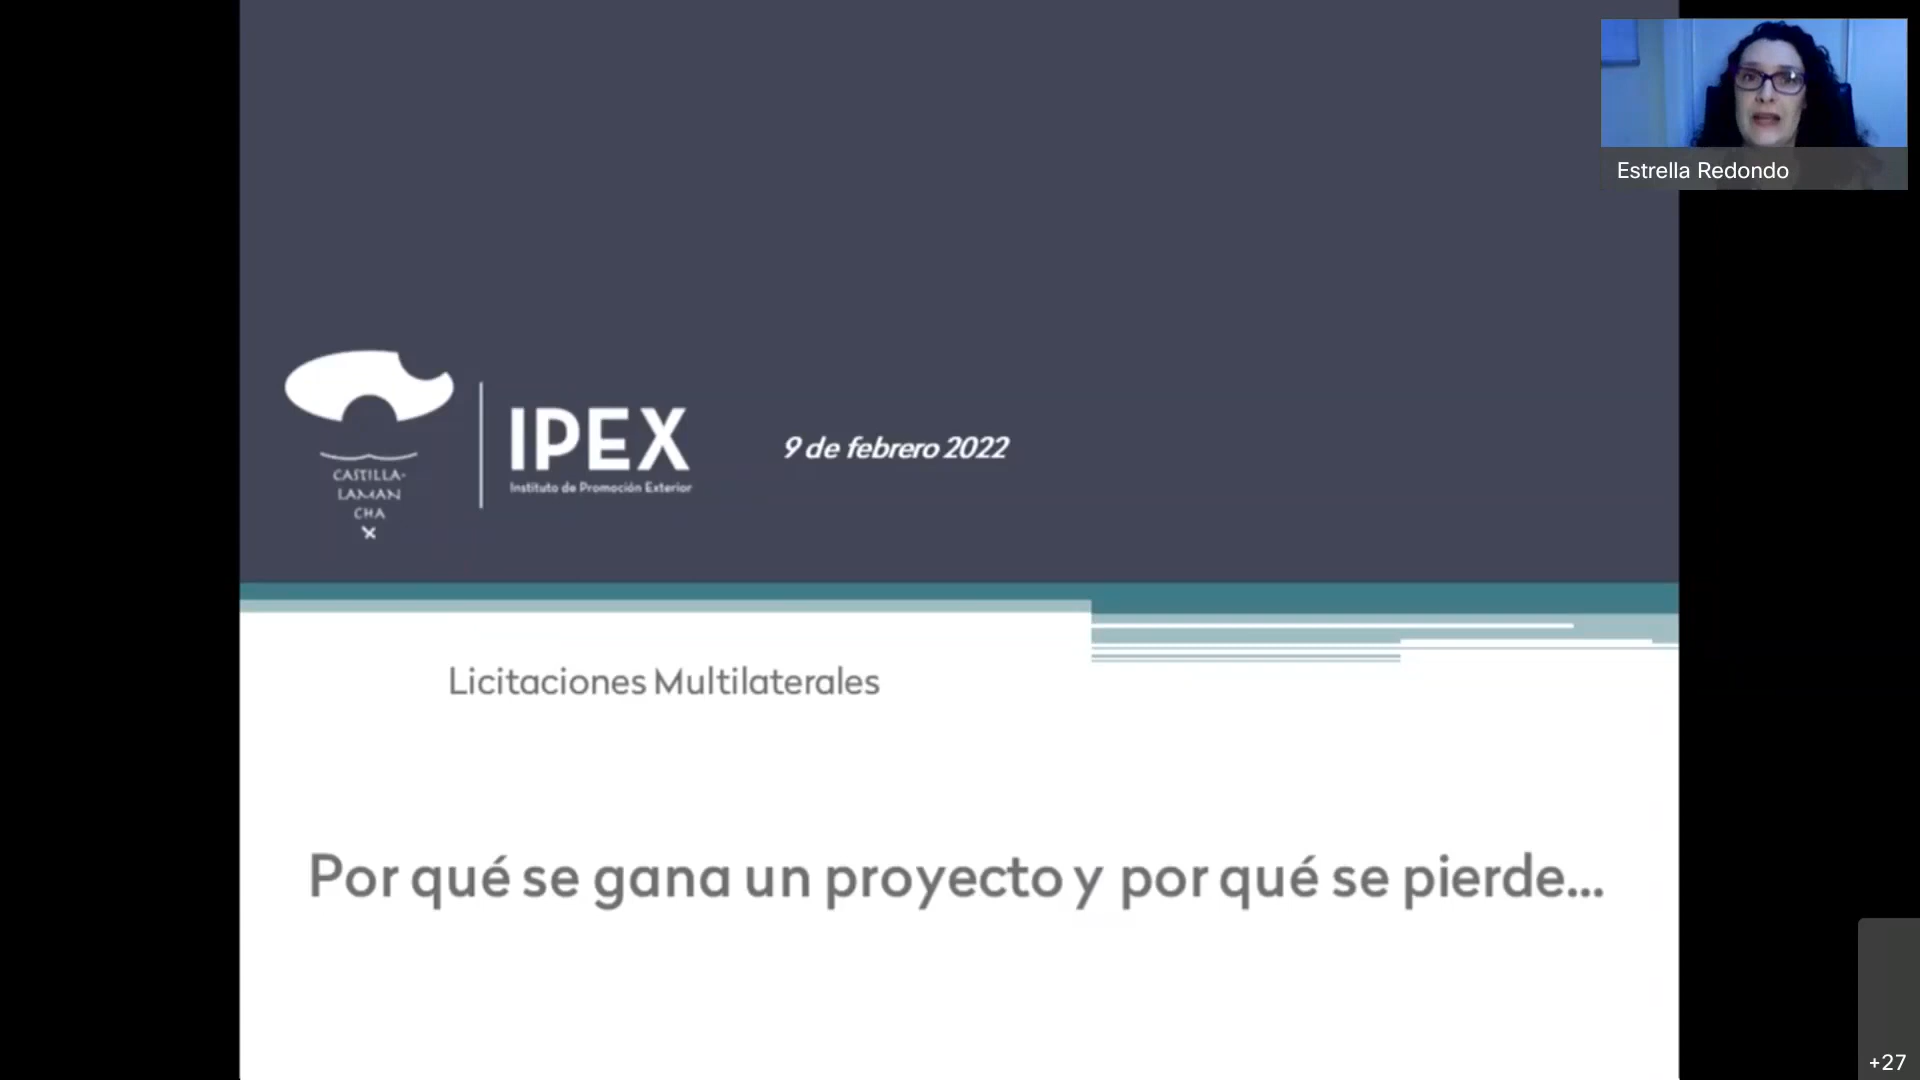 Estrella Redondo
CASTILLA-
LAMAN
CHA
IPEX
Instituto de Promoción Exterior
9 de febrero 2022
Licitaciones Multilaterales
Por qué se gana un proyecto y por qué se pierde...
+27